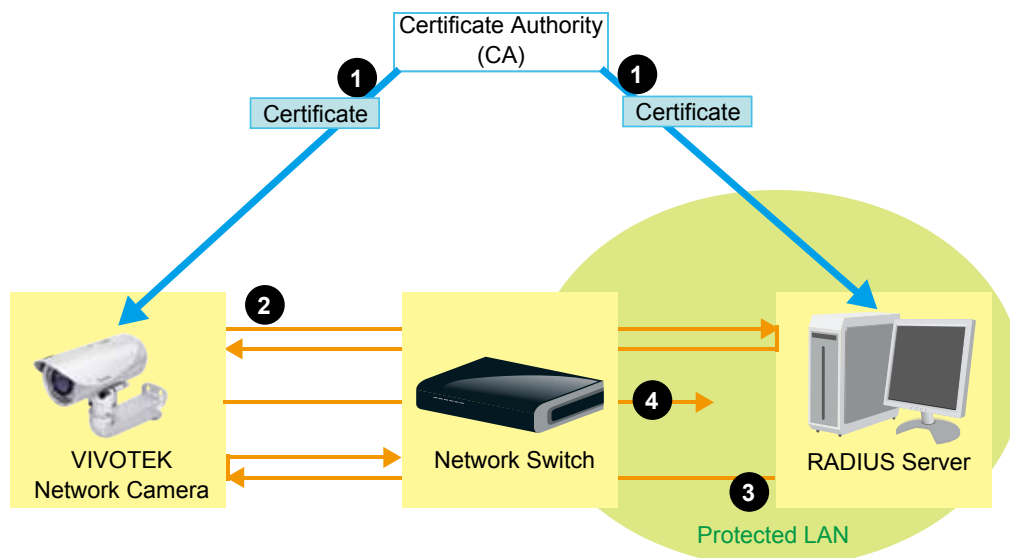 Certificate Authority
(CA)
1
1
Certificate
Certificate
2
4
VIVOTEK
Network Camera
Network Switch
RADIUS Server
3
Protected LAN